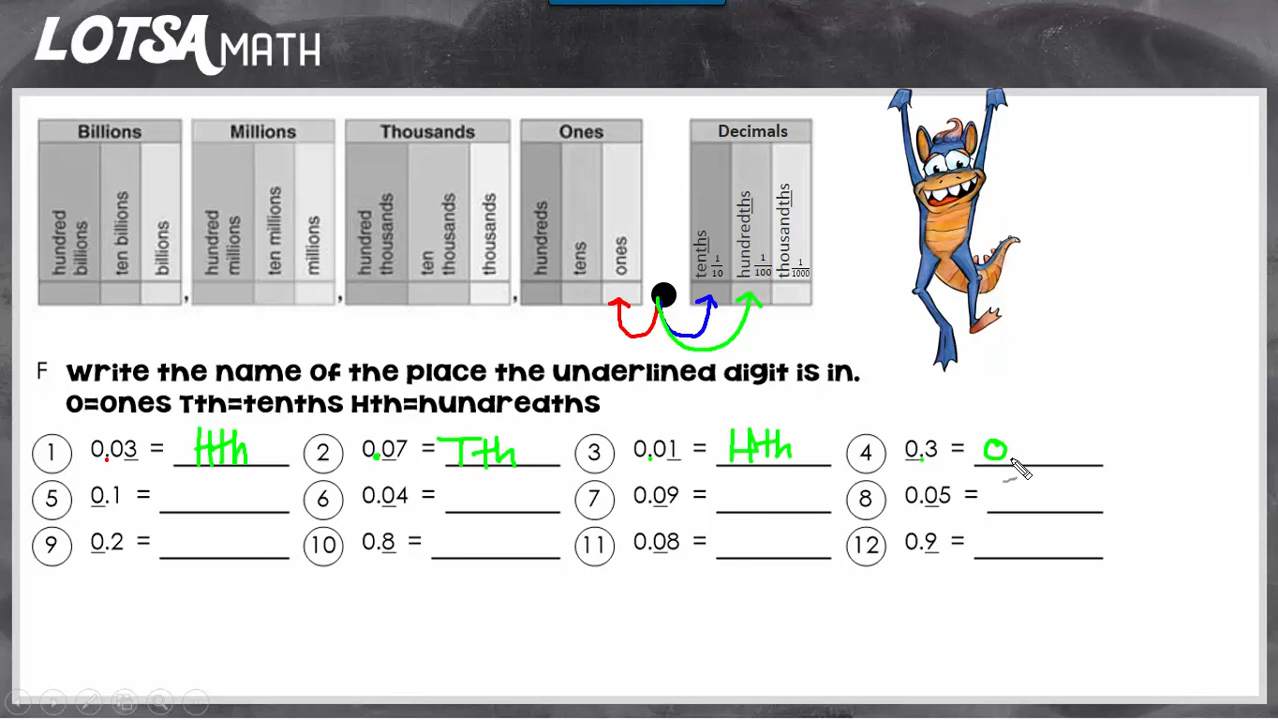 LOTSA MATH
Billions Millions Thousands Ones Decimals
hundred billions ten billions billions , hundred millions ten millions millions , hundred thousands ten thousands thousands , hundreds tens ones tenths 1/10 hundredths 1/100 thousandths 1/1000
F Write the name of the place the underlined digit is in.
O=Ones Tth=tenths Hth=hundredths
1 0.03 = Hth 2 0.07 = Tth 3 0.01 = Hth 4 0.3 = O
5 0.1 = 6 0.04 = 7 0.09 = 8 0.05 =
9 0.2 = 10 0.8 = 11 0.08 = 12 0.9 =